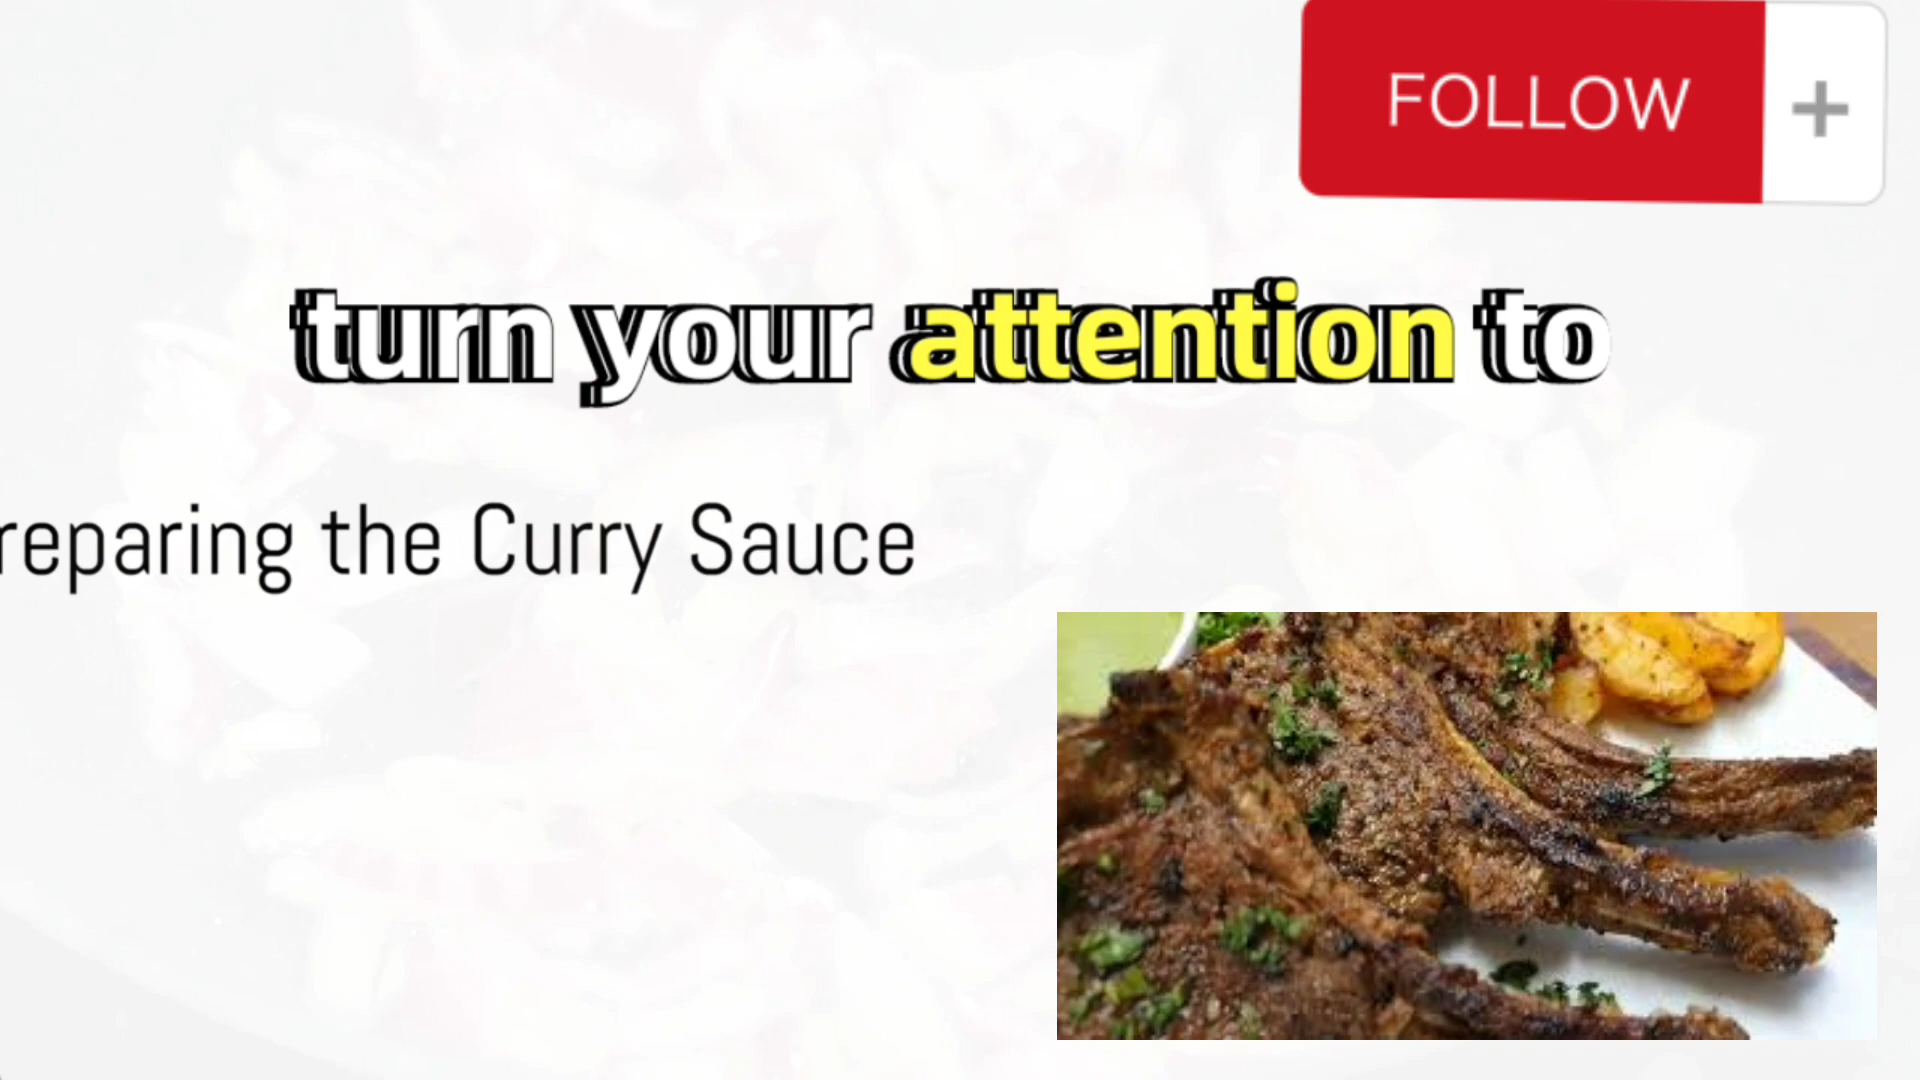 FOLLOW +
turn your attention to
reparing the Curry Sauce